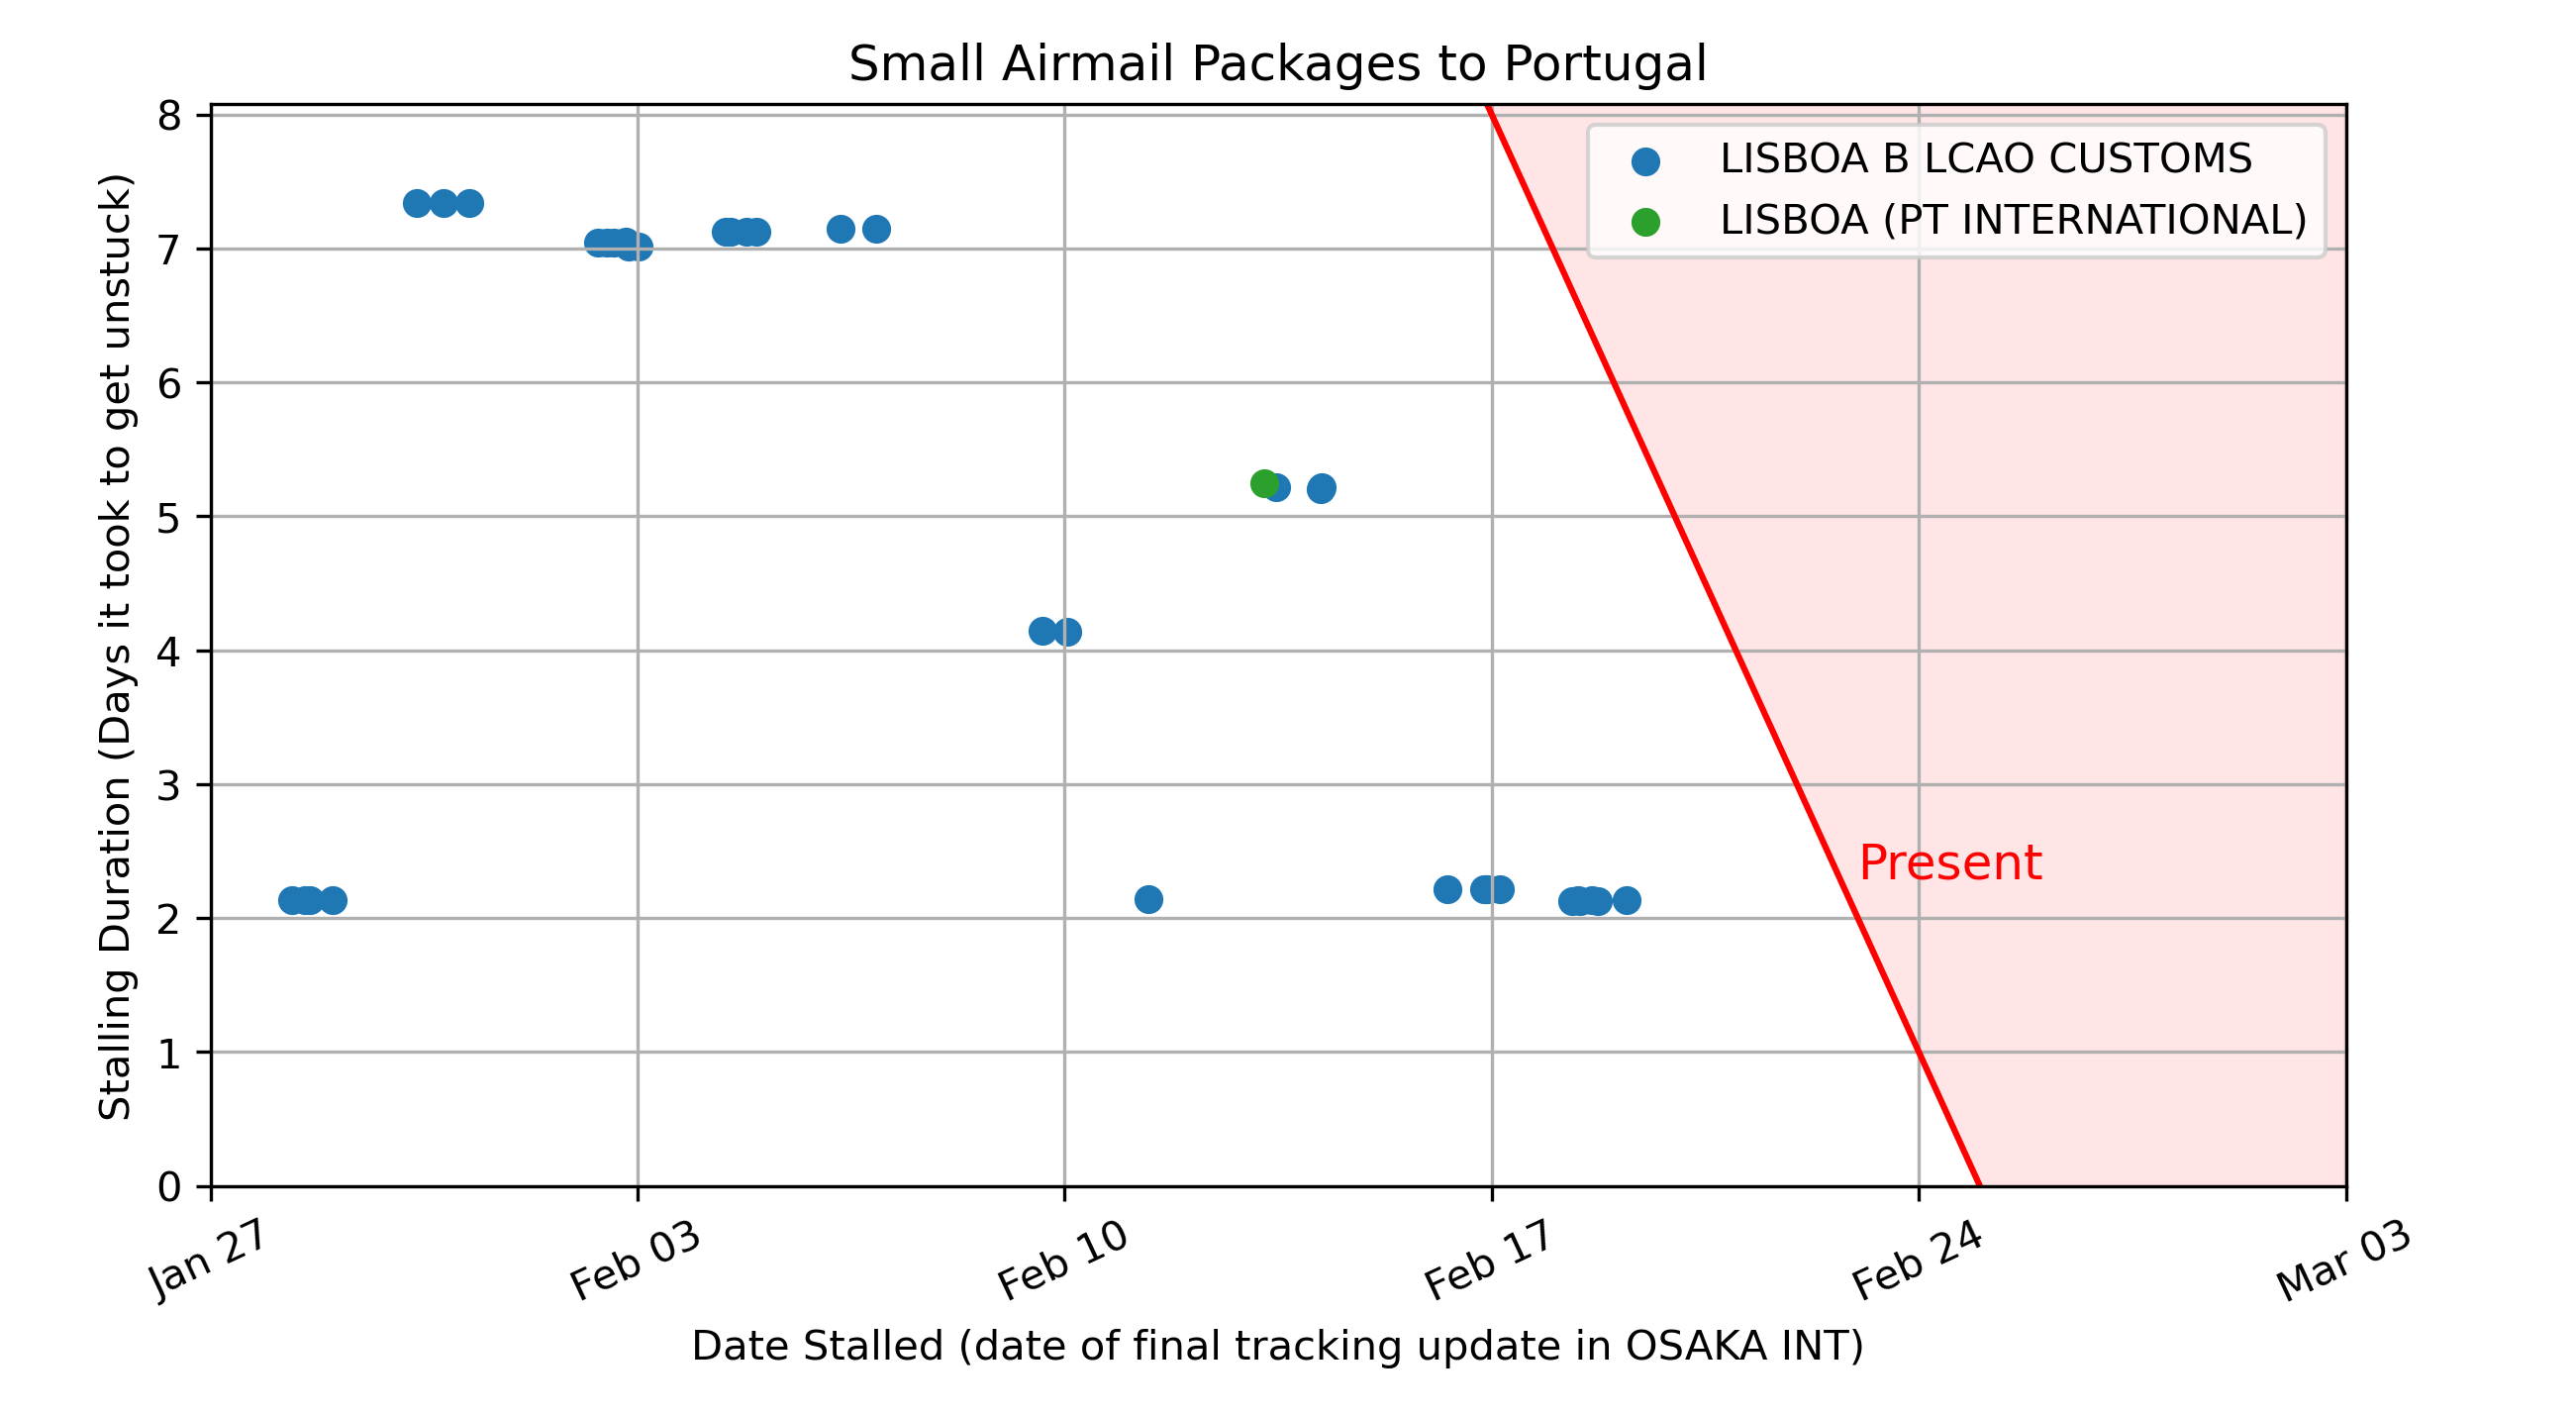 Small Airmail Packages to Portugal
LISBOA B LCAO CUSTOMS
LISBOA (PT INTERNATIONAL)
Stalling Duration (Days it took to get unstuck)
8
7
6
5
4
3
2
1
0
Present
Jan 27
Feb 03
Feb 10
Feb 17
Feb 24
Mar 03
Date Stalled (date of final tracking update in OSAKA INT)